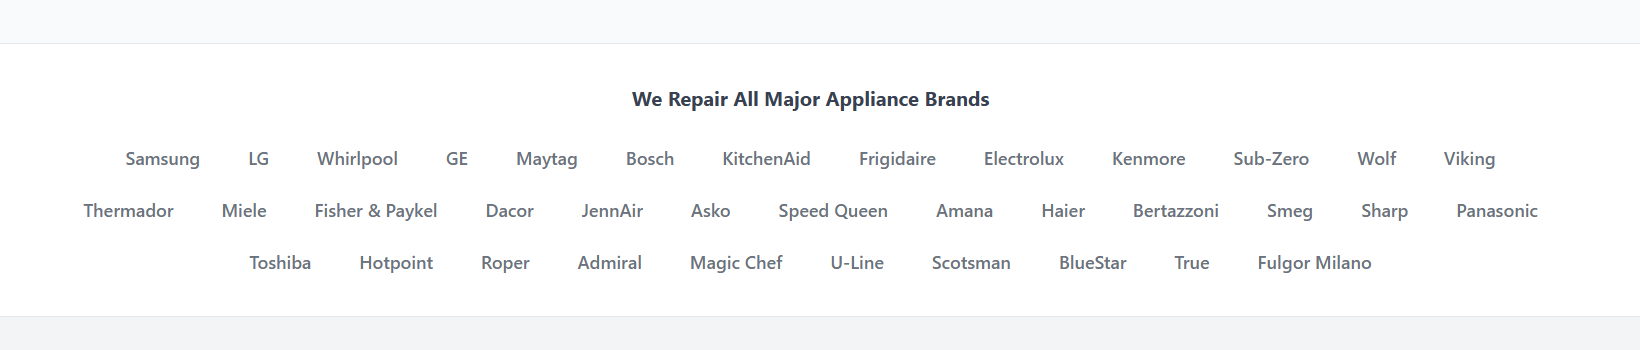 We Repair All Major Appliance Brands
Samsung LG Whirlpool GE Maytag Bosch KitchenAid Frigidaire Electrolux Kenmore Sub-Zero Wolf Viking
Thermador Miele Fisher & Paykel Dacor JennAir Asko Speed Queen Amana Haier Bertazzoni Smeg Sharp Panasonic
Toshiba Hotpoint Roper Admiral Magic Chef U-Line Scotsman BlueStar True Fulgor Milano